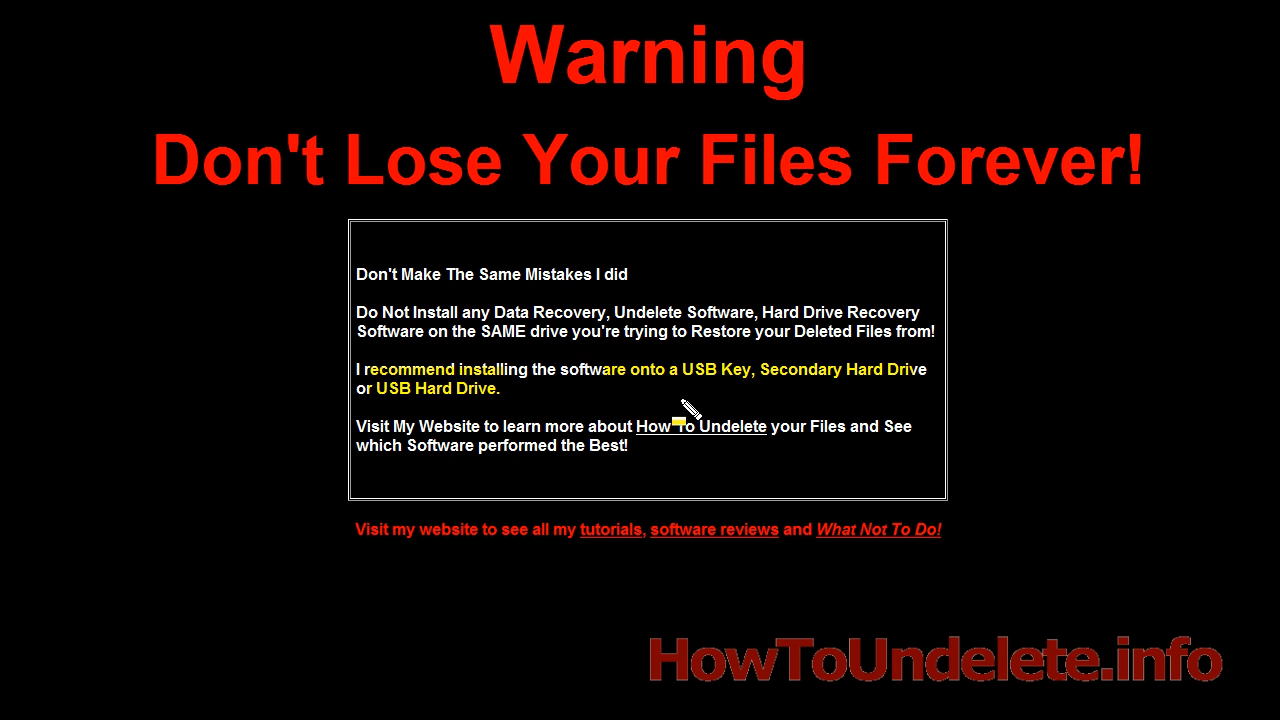 Warning
Don't Lose Your Files Forever!
Don't Make The Same Mistakes I did
Do Not Install any Data Recovery, Undelete Software, Hard Drive Recovery
Software on the SAME drive you're trying to Restore your Deleted Files from!
I recommend installing the software onto a USB Key, Secondary Hard Drive
or USB Hard Drive.
Visit My Website to learn more about How To Undelete your Files and See
which Software performed the Best!
Visit my website to see all my tutorials, software reviews and What Not To Do!
HowToUndelete.info